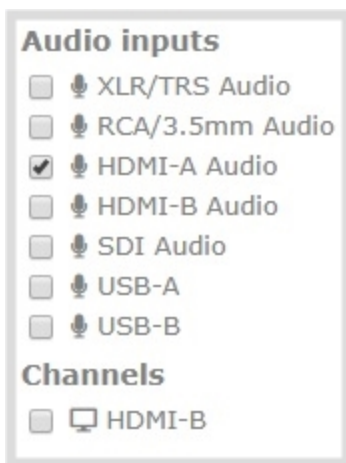 Audio inputs
XLR/TRS Audio
RCA/3.5mm Audio
HDMI-A Audio
HDMI-B Audio
SDI Audio
USB-A
USB-B
Channels
HDMI-B